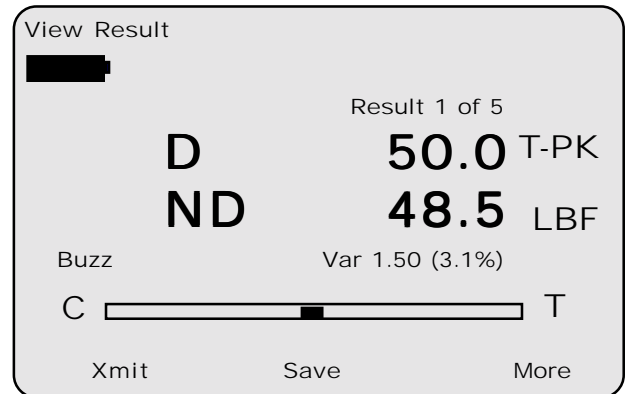 View Result
Result 1 of 5
D 50.0 T-PK
ND 48.5 LBF
Buzz Var 1.50 (3.1%)
C T
Xmit Save More